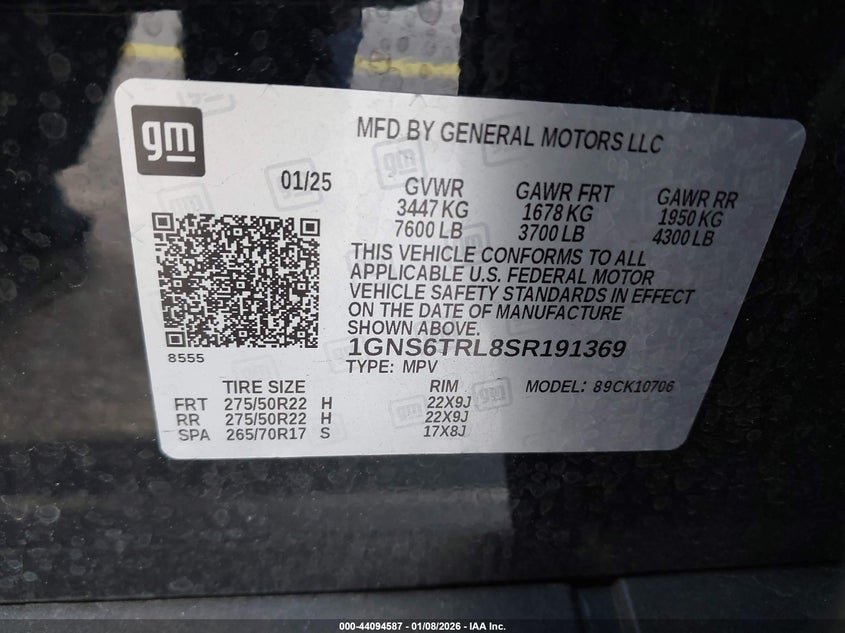 gm
MFD BY GENERAL MOTORS LLC
01/25
GVWR GAWR FRT GAWR RR
3447 KG 1678 KG 1950 KG
7600 LB 3700 LB 4300 LB
THIS VEHICLE CONFORMS TO ALL
APPLICABLE U.S. FEDERAL MOTOR
VEHICLE SAFETY STANDARDS IN EFFECT
ON THE DATE OF MANUFACTURE
SHOWN ABOVE.
8555
1GNS6TRL8SR191369
TYPE: MPV
TIRE SIZE RIM MODEL: 89CK10706
FRT 275/50R22 H 22X9J
RR 275/50R22 H 22X9J
SPA 265/70R17 S 17X8J
000-44094587 - 01/08/2026 - IAA Inc.